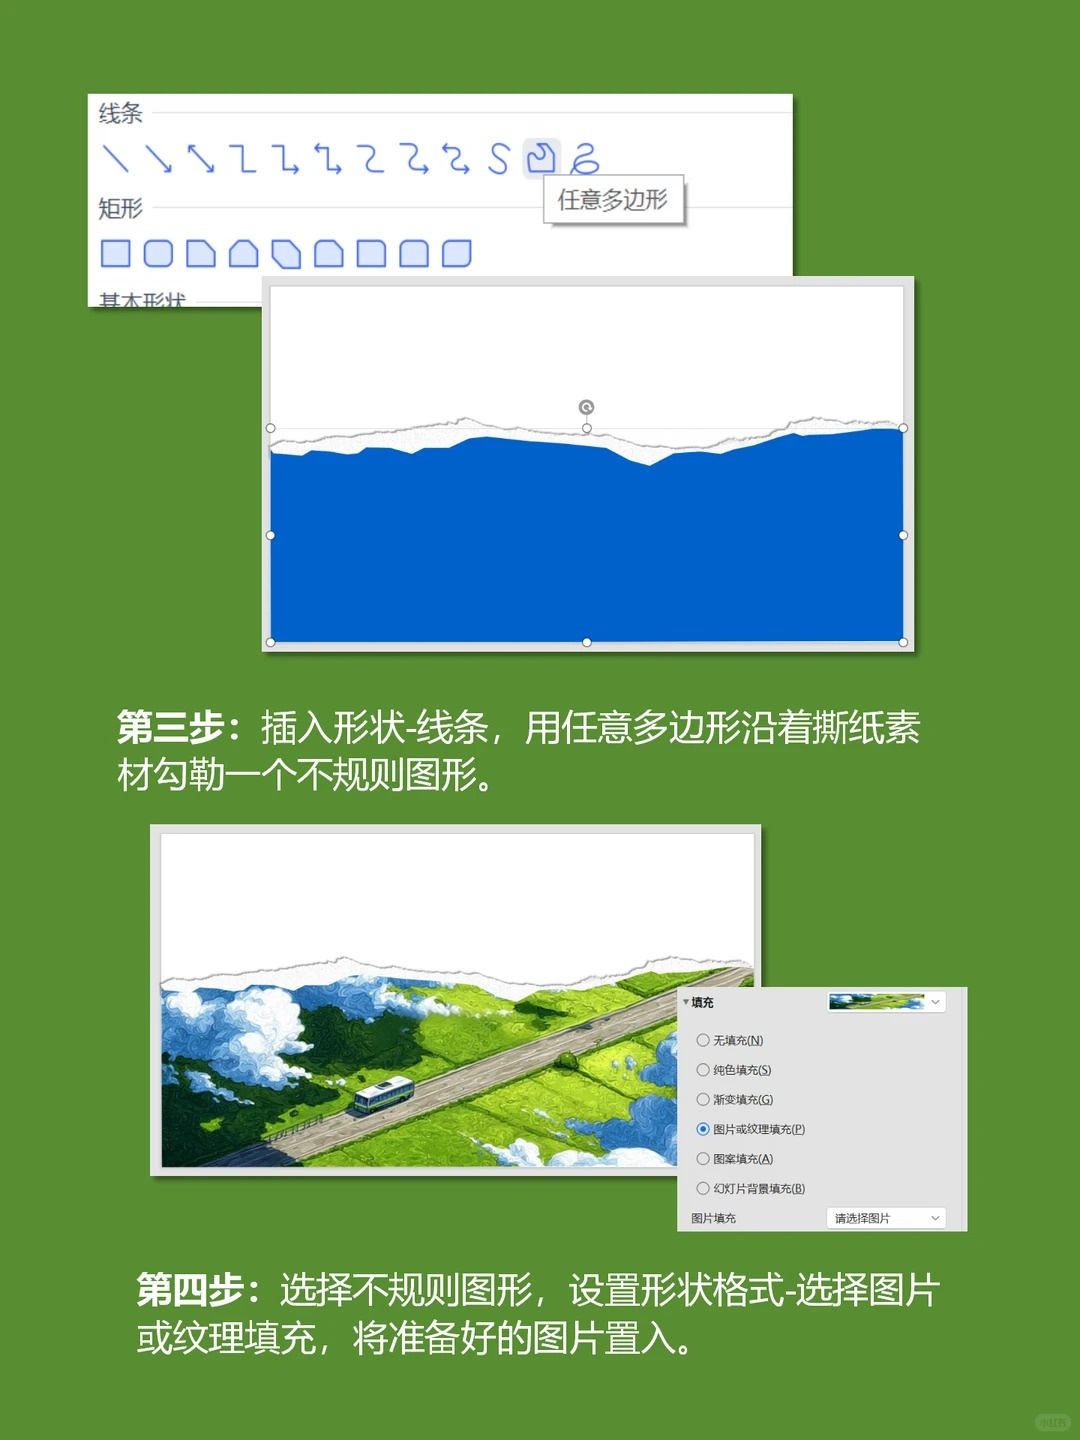 线条
任意多边形
矩形
基本形状
第三步：插入形状-线条，用任意多边形沿着撕纸素
材勾勒一个不规则图形。
填充
无填充(N)
纯色填充(S)
渐变填充(G)
图片或纹理填充(P)
图案填充(A)
幻灯片背景填充(B)
图片填充
请选择图片
第四步：选择不规则图形，设置形状格式-选择图片
或纹理填充，将准备好的图片置入。
小红书